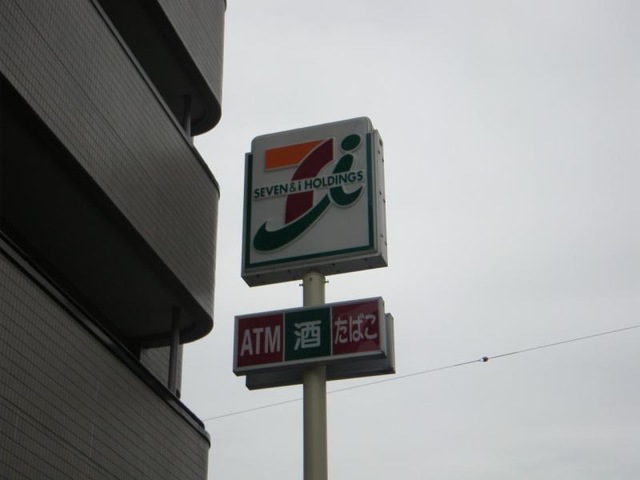 SEVEN&i HOLDINGS
ATM 酒 たばこ